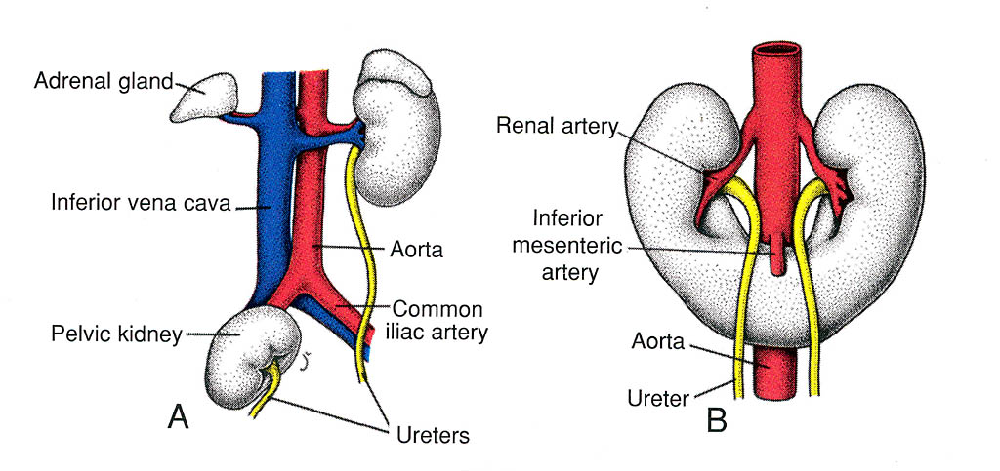 Adrenal gland
Inferior vena cava
Aorta
Common
iliac artery
Pelvic kidney
Ureters
A
Renal artery
Inferior
mesenteric
artery
Aorta
Ureter
B